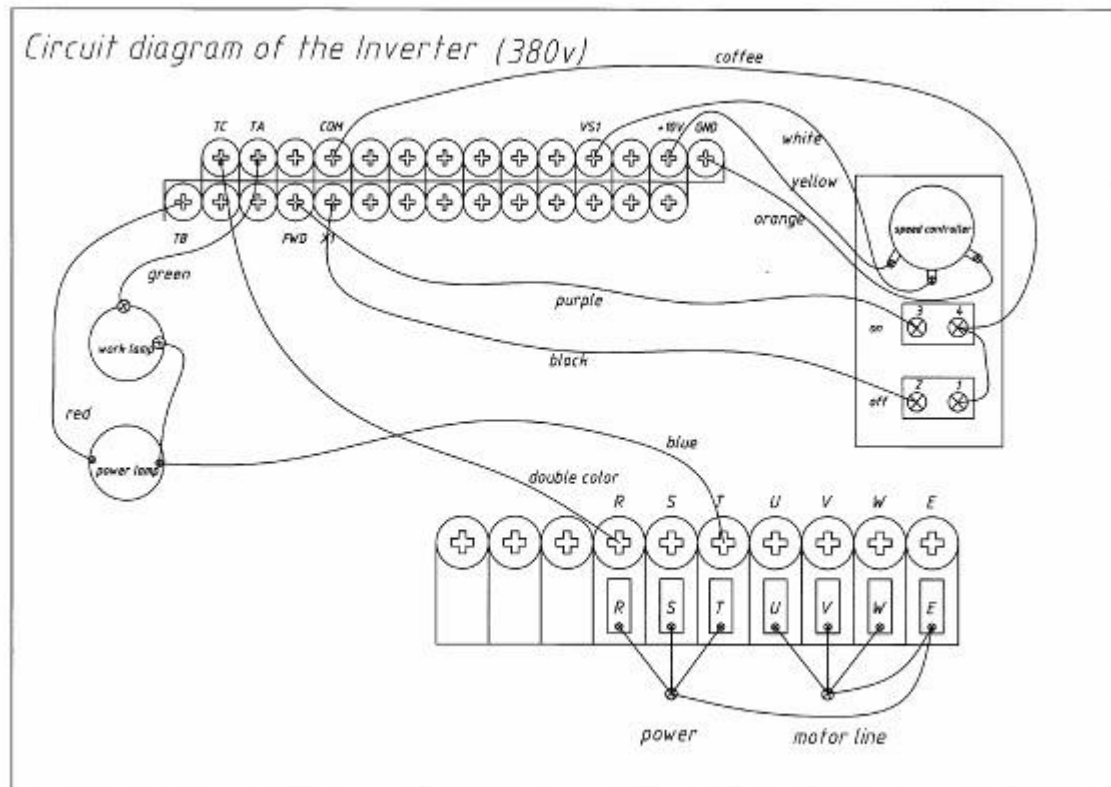 Circuit diagram of the Inverter (380v)
coffee
TC TA COM VS1 +10V GND
white
yellow
orange
speed controller
TB FWD X1
green
purple
3 4
on
work lamp
black
2 1
off
red
blue
power lamp
double color
R S T U V W E
R S T U V W E
power motor line